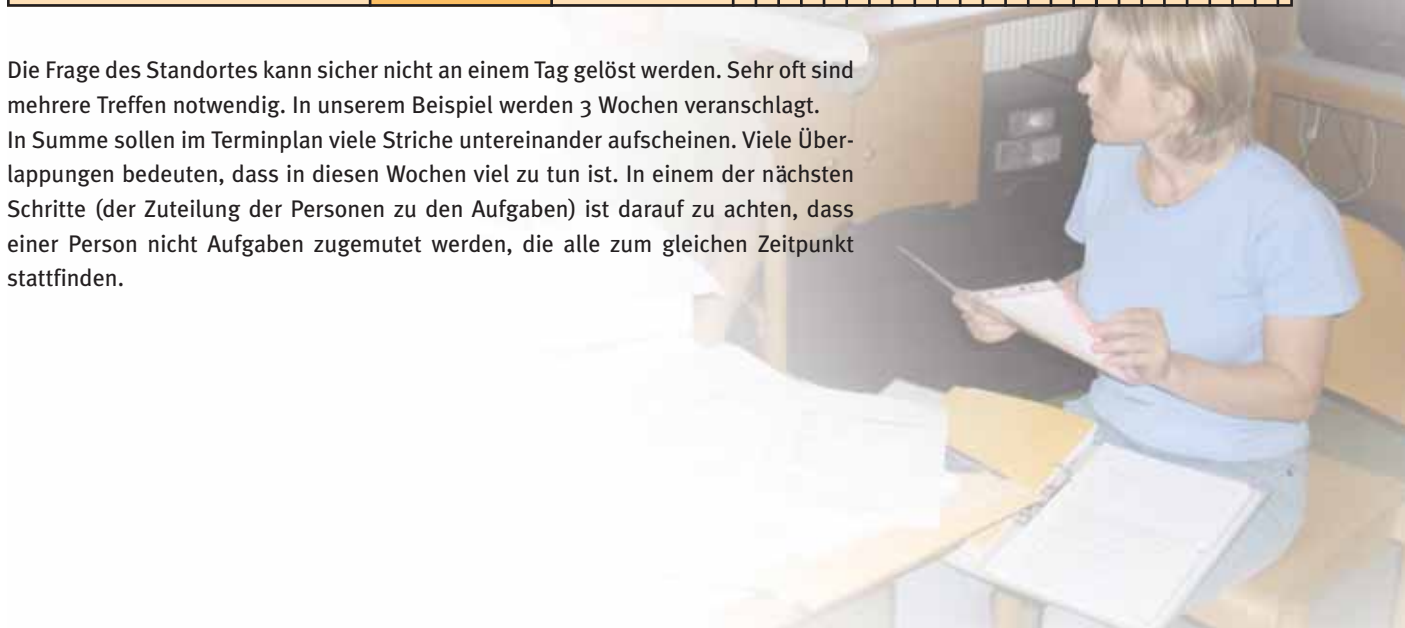 Die Frage des Standortes kann sicher nicht an einem Tag gelöst werden. Sehr oft sind
mehrere Treffen notwendig. In unserem Beispiel werden 3 Wochen veranschlagt.
In Summe sollen im Terminplan viele Striche untereinander aufscheinen. Viele Über-
lappungen bedeuten, dass in diesen Wochen viel zu tun ist. In einem der nächsten
Schritte (der Zuteilung der Personen zu den Aufgaben) ist darauf zu achten, dass
einer Person nicht Aufgaben zugemutet werden, die alle zum gleichen Zeitpunkt
stattfinden.